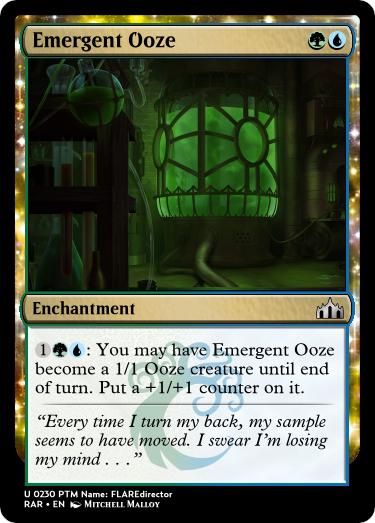 Emergent Ooze
Enchantment
1: You may have Emergent Ooze
become a 1/1 Ooze creature until end
of turn. Put a +1/+1 counter on it.
“Every time I turn my back, my sample
seems to have moved. I swear I’m losing
my mind . . .”
U 0230 PTM Name: FLAREdirector
RAR • EN Mitchell Malloy